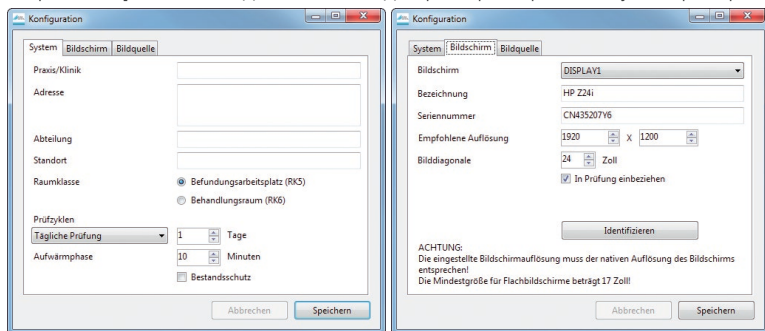 Konfiguration
System Bildschirm Bildquelle
Praxis/Klinik
Adresse
Abteilung
Standort
Raumklasse Befundungsarbeitsplatz (RK5)
Behandlungsraum (RK6)
Prüfzyklen
Tägliche Prüfung 1 Tage
Aufwärmphase 10 Minuten
Bestandsschutz
Abbrechen Speichern
Konfiguration
System Bildschirm Bildquelle
Bildschirm DISPLAY1
Bezeichnung HP Z24i
Seriennummer CN435207Y6
Empfohlene Auflösung 1920 X 1200
Bilddiagonale 24 Zoll
In Prüfung einbeziehen
Identifizieren
ACHTUNG:
Die eingestellte Bildschirmauflösung muss der nativen Auflösung des Bildschirms
entsprechen!
Die Mindestgröße für Flachbildschirme beträgt 17 Zoll!
Abbrechen Speichern